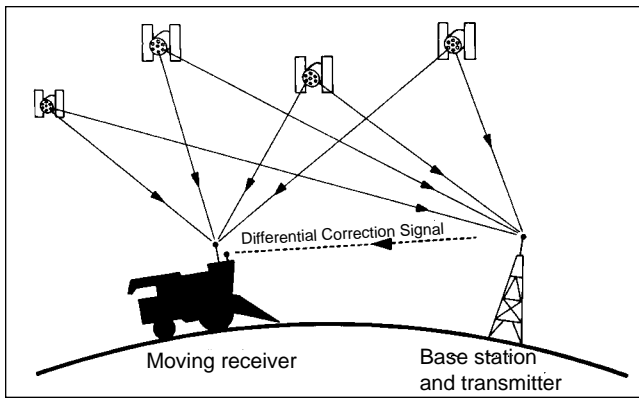 Differential Correction Signal
Moving receiver
Base station
and transmitter